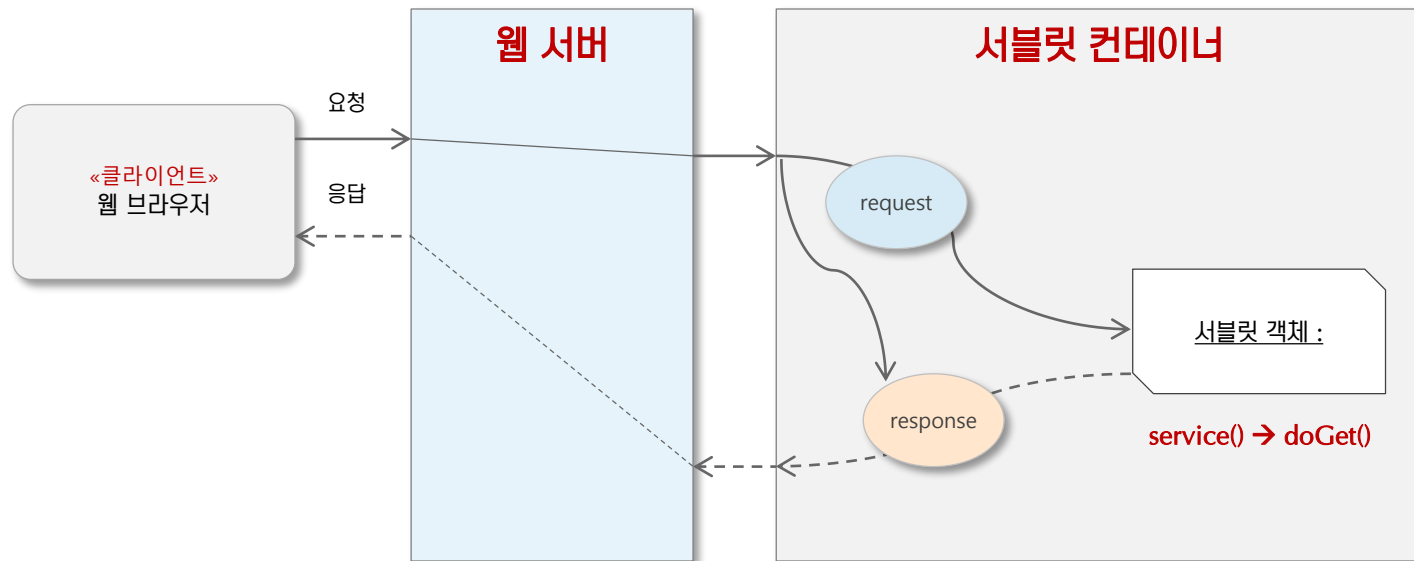 웹 서버
서블릿 컨테이너
요청
«클라이언트»
웹 브라우저
응답
request
서블릿 객체 :
response
service() → doGet()